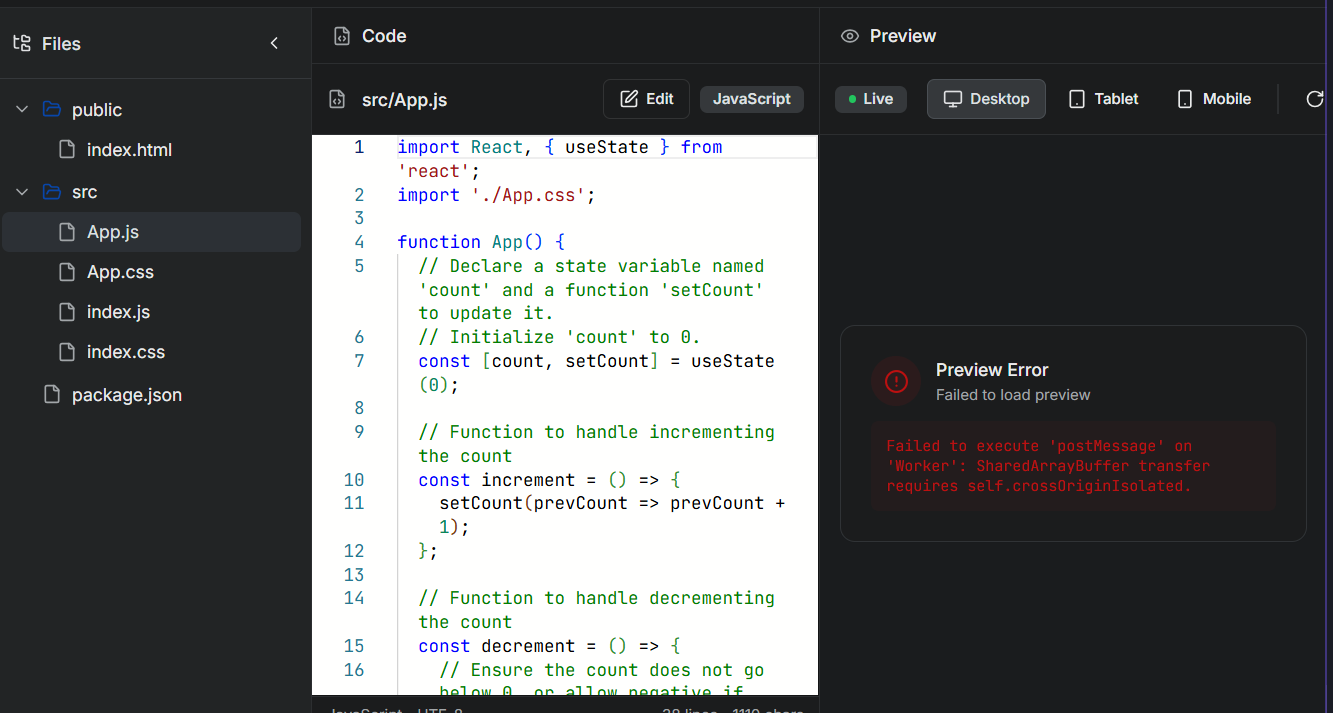 Files
public
index.html
src
App.js
App.css
index.js
index.css
package.json
Code
src/App.js
Edit
JavaScript
1 import React, { useState } from
'react';
2 import './App.css';
3
4 function App() {
5 // Declare a state variable named
'count' and a function 'setCount'
to update it.
6 // Initialize 'count' to 0.
7 const [count, setCount] = useState
(0);
8
9 // Function to handle incrementing
the count
10 const increment = () => {
11 setCount(prevCount => prevCount +
1);
12 };
13
14 // Function to handle decrementing
the count
15 const decrement = () => {
16 // Ensure the count does not go
below 0, or allow negative if
JavaScript UTF-8
lines chars
Preview
Live
Desktop
Tablet
Mobile
Preview Error
Failed to load preview
Failed to execute 'postMessage' on
'Worker': SharedArrayBuffer transfer
requires self.crossOriginIsolated.